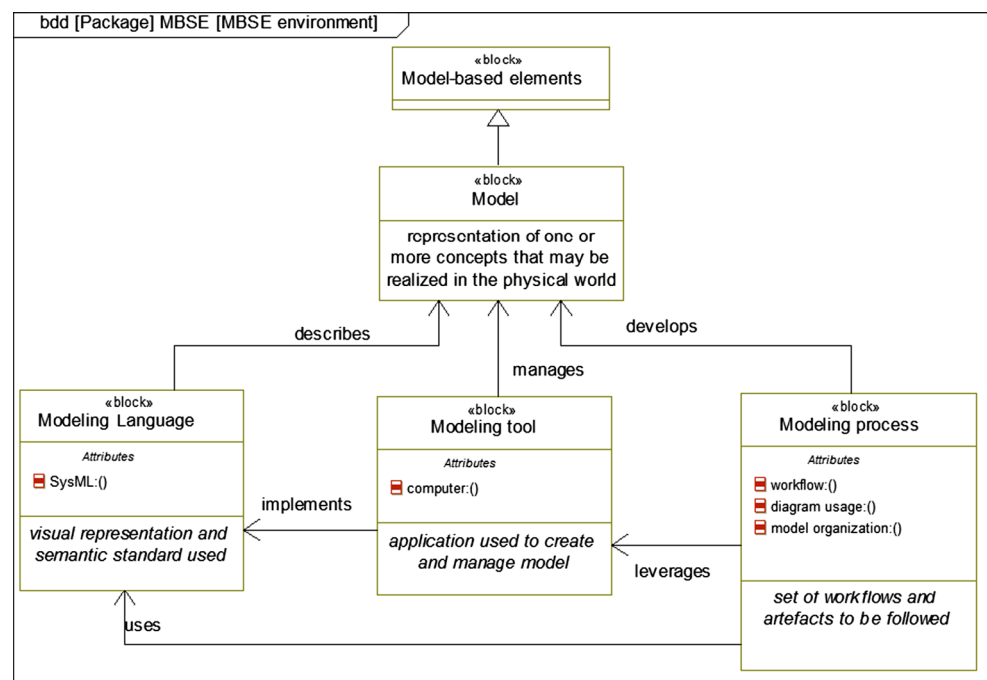 bdd [Package] MBSE [MBSE environment]
«block»
Model-based elements
«block»
Model
representation of one or
more concepts that may be
realized in the physical world
describes
develops
manages
«block»
Modeling Language
Attributes
SysML:()
visual representation and
semantic standard used
implements
«block»
Modeling tool
Attributes
computer:()
application used to create
and manage model
leverages
«block»
Modeling process
Attributes
workflow:()
diagram usage:()
model organization:()
set of workflows and
artefacts to be followed
uses